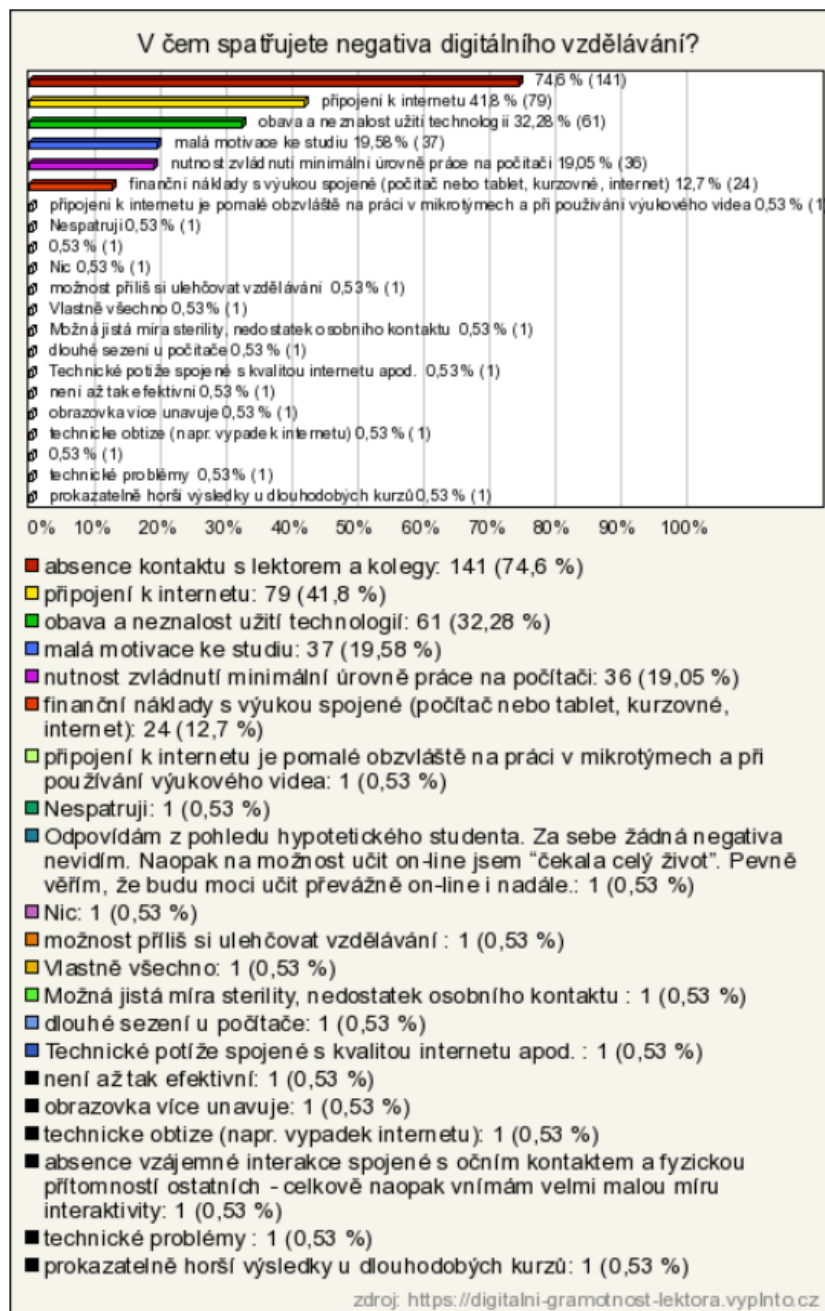 V čem spatřujete negativa digitálního vzdělávání?
74,6 % (141)
připojení k internetu 41,8 % (79)
obava a neznalost užití technologií 32,28 % (61)
malá motivace ke studiu 19,58 % (37)
nutnost zvládnutí minimální úrovně práce na počítači 19,05 % (36)
finanční náklady s výukou spojené (počítač nebo tablet, kurzovné, internet) 12,7 % (24)
připojení k internetu je pomalé obzvláště na práci v mikrotýmech a při používání výukového videa 0,53 % (1
Nespatruji 0,53 % (1)
0,53 % (1)
Nic 0,53 % (1)
možnost příliš si ulehčovat vzdělávání 0,53 % (1)
Vlastně všechno 0,53 % (1)
Možná jistá míra sterility, nedostatek osobního kontaktu 0,53 % (1)
dlouhé sezení u počítače 0,53 % (1)
Technické potíže spojené s kvalitou internetu apod. 0,53 % (1)
není až tak efektivní 0,53 % (1)
obrazovka více unavuje 0,53 % (1)
technicke obtize (napr. vypadek internetu) 0,53 % (1)
0,53 % (1)
technické problémy 0,53 % (1)
prokazatelně horší výsledky u dlouhodobých kurzů 0,53 % (1)
0% 10% 20% 30% 40% 50% 60% 70% 80% 90% 100%
absence kontaktu s lektorem a kolegy: 141 (74,6 %)
připojení k internetu: 79 (41,8 %)
obava a neznalost užití technologií: 61 (32,28 %)
malá motivace ke studiu: 37 (19,58 %)
nutnost zvládnutí minimální úrovně práce na počítači: 36 (19,05 %)
finanční náklady s výukou spojené (počítač nebo tablet, kurzovné,
internet): 24 (12,7 %)
připojení k internetu je pomalé obzvláště na práci v mikrotýmech a při
používání výukového videa: 1 (0,53 %)
Nespatruji: 1 (0,53 %)
Odpovídám z pohledu hypotetického studenta. Za sebe žádná negativa
nevidím. Naopak na možnost učit on-line jsem “čekala celý život”. Pevně
věřím, že budu moci učit převážně on-line i nadále.: 1 (0,53 %)
Nic: 1 (0,53 %)
možnost příliš si ulehčovat vzdělávání : 1 (0,53 %)
Vlastně všechno: 1 (0,53 %)
Možná jistá míra sterility, nedostatek osobního kontaktu : 1 (0,53 %)
dlouhé sezení u počítače: 1 (0,53 %)
Technické potíže spojené s kvalitou internetu apod. : 1 (0,53 %)
není až tak efektivní: 1 (0,53 %)
obrazovka více unavuje: 1 (0,53 %)
technicke obtize (napr. vypadek internetu): 1 (0,53 %)
absence vzájemné interakce spojené s očním kontaktem a fyzickou
přítomností ostatních - celkově naopak vnímám velmi malou míru
interaktivity: 1 (0,53 %)
technické problémy : 1 (0,53 %)
prokazatelně horší výsledky u dlouhodobých kurzů: 1 (0,53 %)
zdroj: https://digitalni-gramotnost-lektora.vyplnto.cz